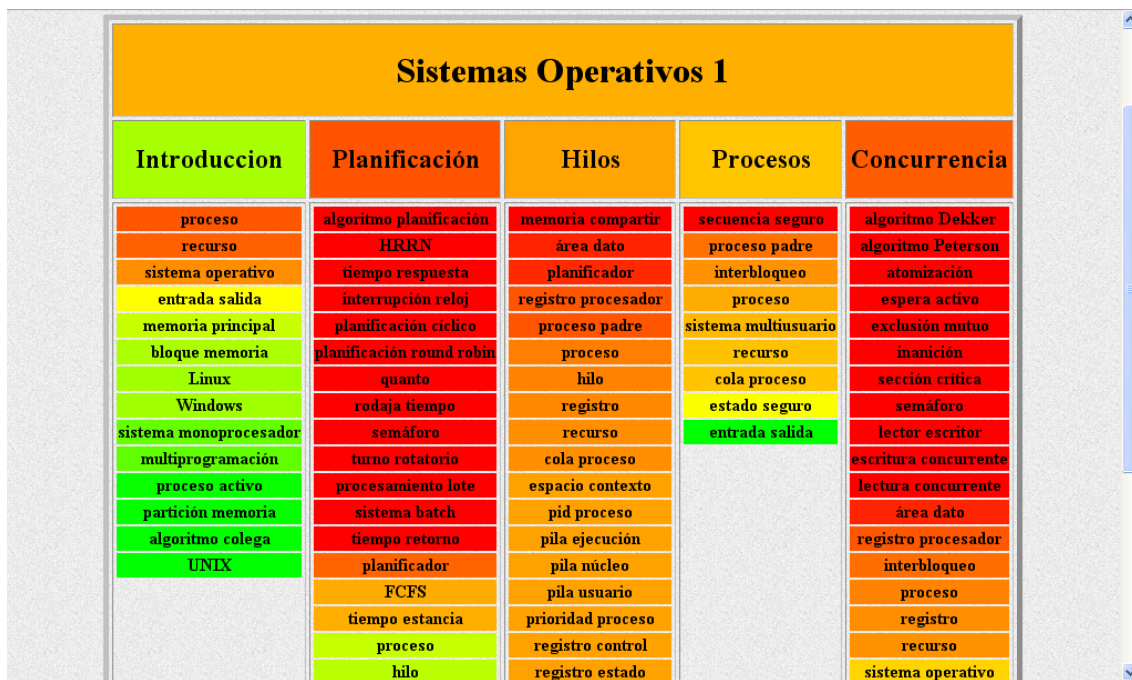 Sistemas Operativos 1
Introduccion
Planificación
Hilos
Procesos
Concurrencia
proceso
recurso
sistema operativo
entrada salida
memoria principal
bloque memoria
Linux
Windows
sistema monoprocesador
multiprogramación
proceso activo
partición memoria
algoritmo colega
UNIX
algoritmo planificación
HRRN
tiempo respuesta
interrupción reloj
planificación cíclico
planificación round robin
quanto
rodaja tiempo
semáforo
turno rotatorio
procesamiento lote
sistema batch
tiempo retorno
planificador
FCFS
tiempo estancia
proceso
hilo
memoria compartir
área dato
planificador
registro procesador
proceso padre
proceso
hilo
registro
recurso
cola proceso
espacio contexto
pid proceso
pila ejecución
pila núcleo
pila usuario
prioridad proceso
registro control
registro estado
secuencia seguro
proceso padre
interbloqueo
proceso
sistema multiusuario
recurso
cola proceso
estado seguro
entrada salida
algoritmo Dekker
algoritmo Peterson
atomización
espera activo
exclusión mutuo
inanición
sección crítica
semáforo
lector escritor
escritura concurrente
lectura concurrente
área dato
registro procesador
interbloqueo
proceso
registro
recurso
sistema operativo